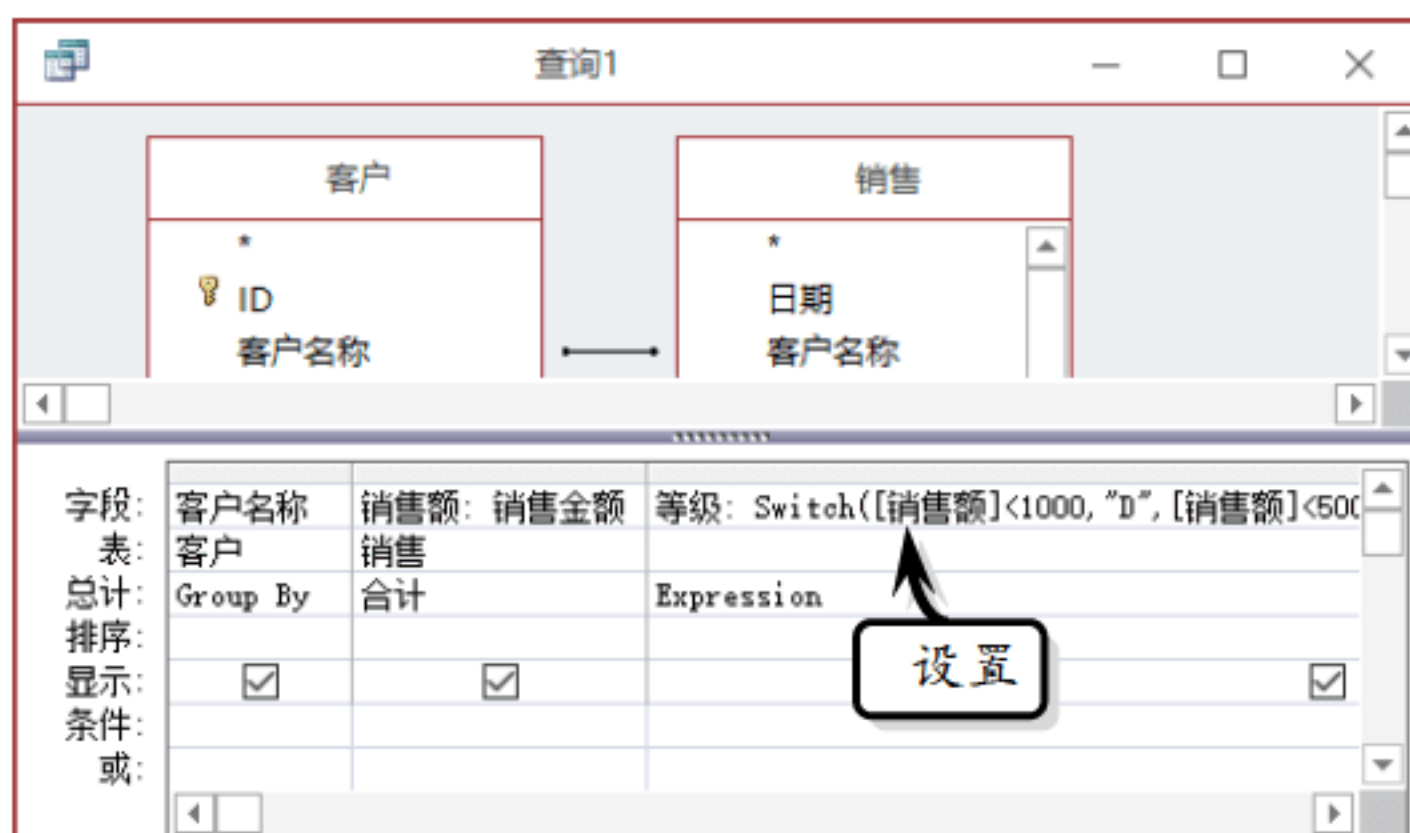 查询1
客户 销售
* *
ID 日期
客户名称 客户名称
字段: 客户名称 销售额: 销售金额 等级: Switch([销售额]<1000,"D",[销售额]<500
表: 客户 销售
总计: Group By 合计 Expression
排序:
显示:
条件:
或:
设置